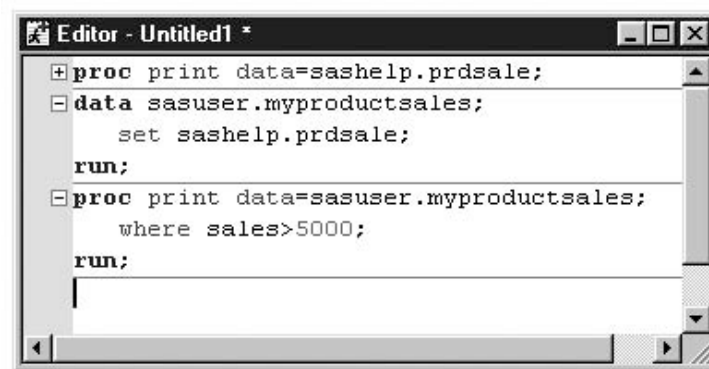 Editor - Untitled1 *
proc print data=sashelp.prdsale;
data sasuser.myproductsales;
set sashelp.prdsale;
run;
proc print data=sasuser.myproductsales;
where sales>5000;
run;